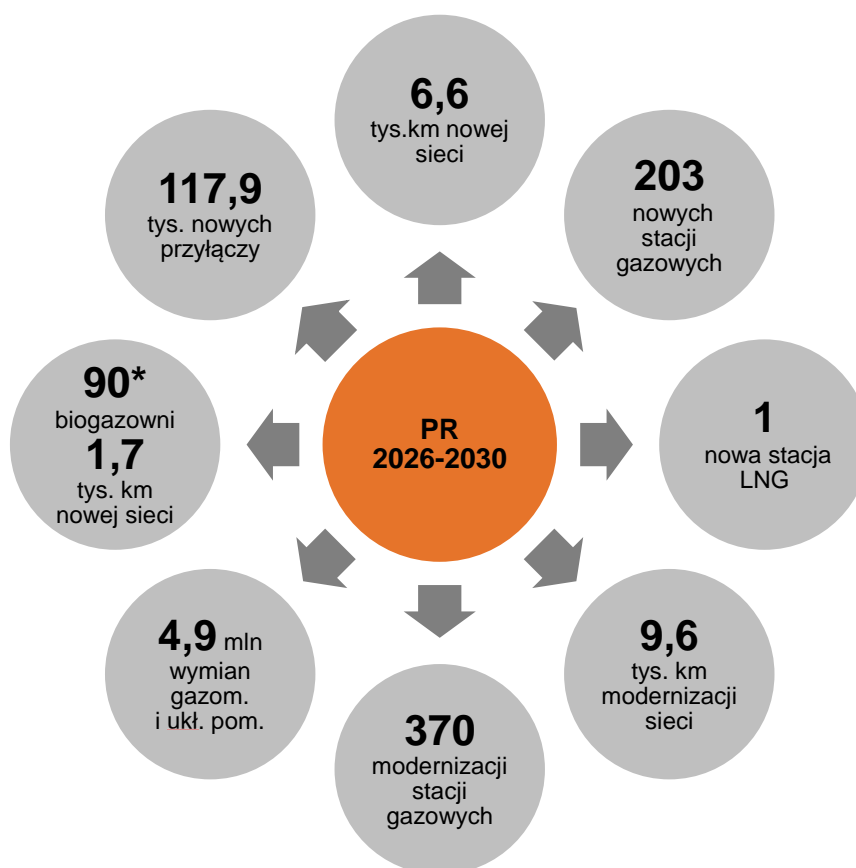 6,6
tys.km nowej
sieci
203
nowych
stacji
gazowych
1
nowa stacja
LNG
9,6
tys. km
modernizacji
sieci
370
modernizacji
stacji
gazowych
4,9 mln
wymian
gazom.
i ukł. pom.
90*
biogazowni
1,7
tys. km
nowej sieci
117,9
tys. nowych
przyłączy
PR
2026-2030